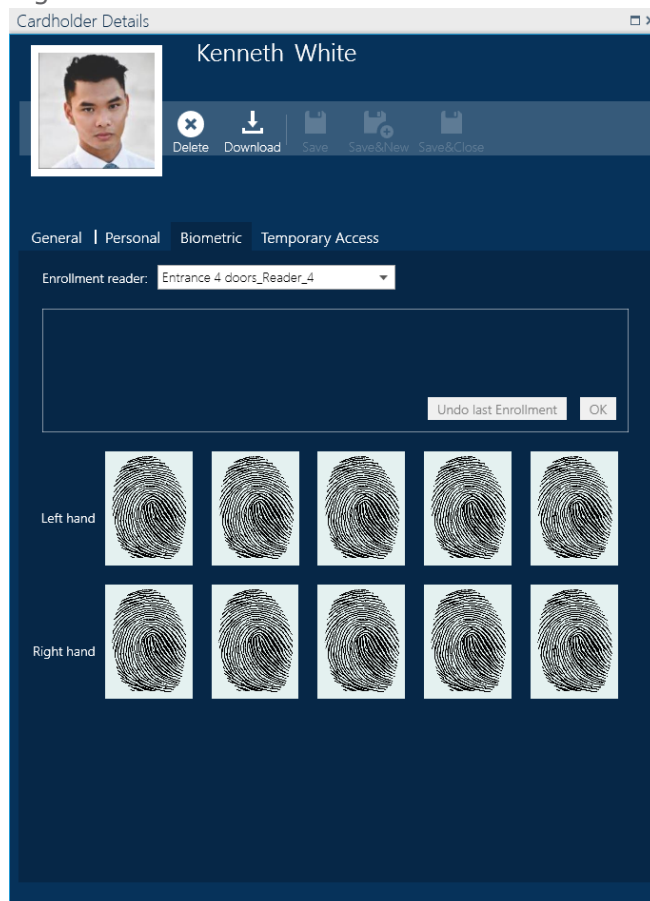 Cardholder Details
Kenneth White
Delete Download Save Save&New Save&Close
General Personal Biometric Temporary Access
Enrollment reader: Entrance 4 doors_Reader_4
Undo last Enrollment OK
Left hand
Right hand